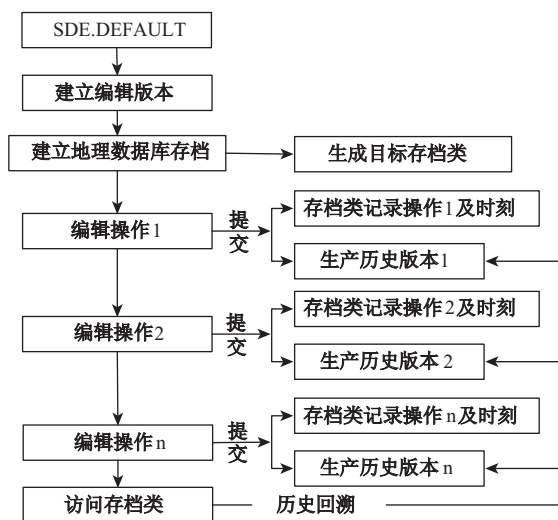 SDE.DEFAULT
建立编辑版本
建立地理数据库存档
生成目标存档类
编辑操作1
提交
存档类记录操作1及时刻
生产历史版本1
编辑操作2
提交
存档类记录操作2及时刻
生产历史版本2
编辑操作n
提交
存档类记录操作n及时刻
生产历史版本n
访问存档类
历史回溯